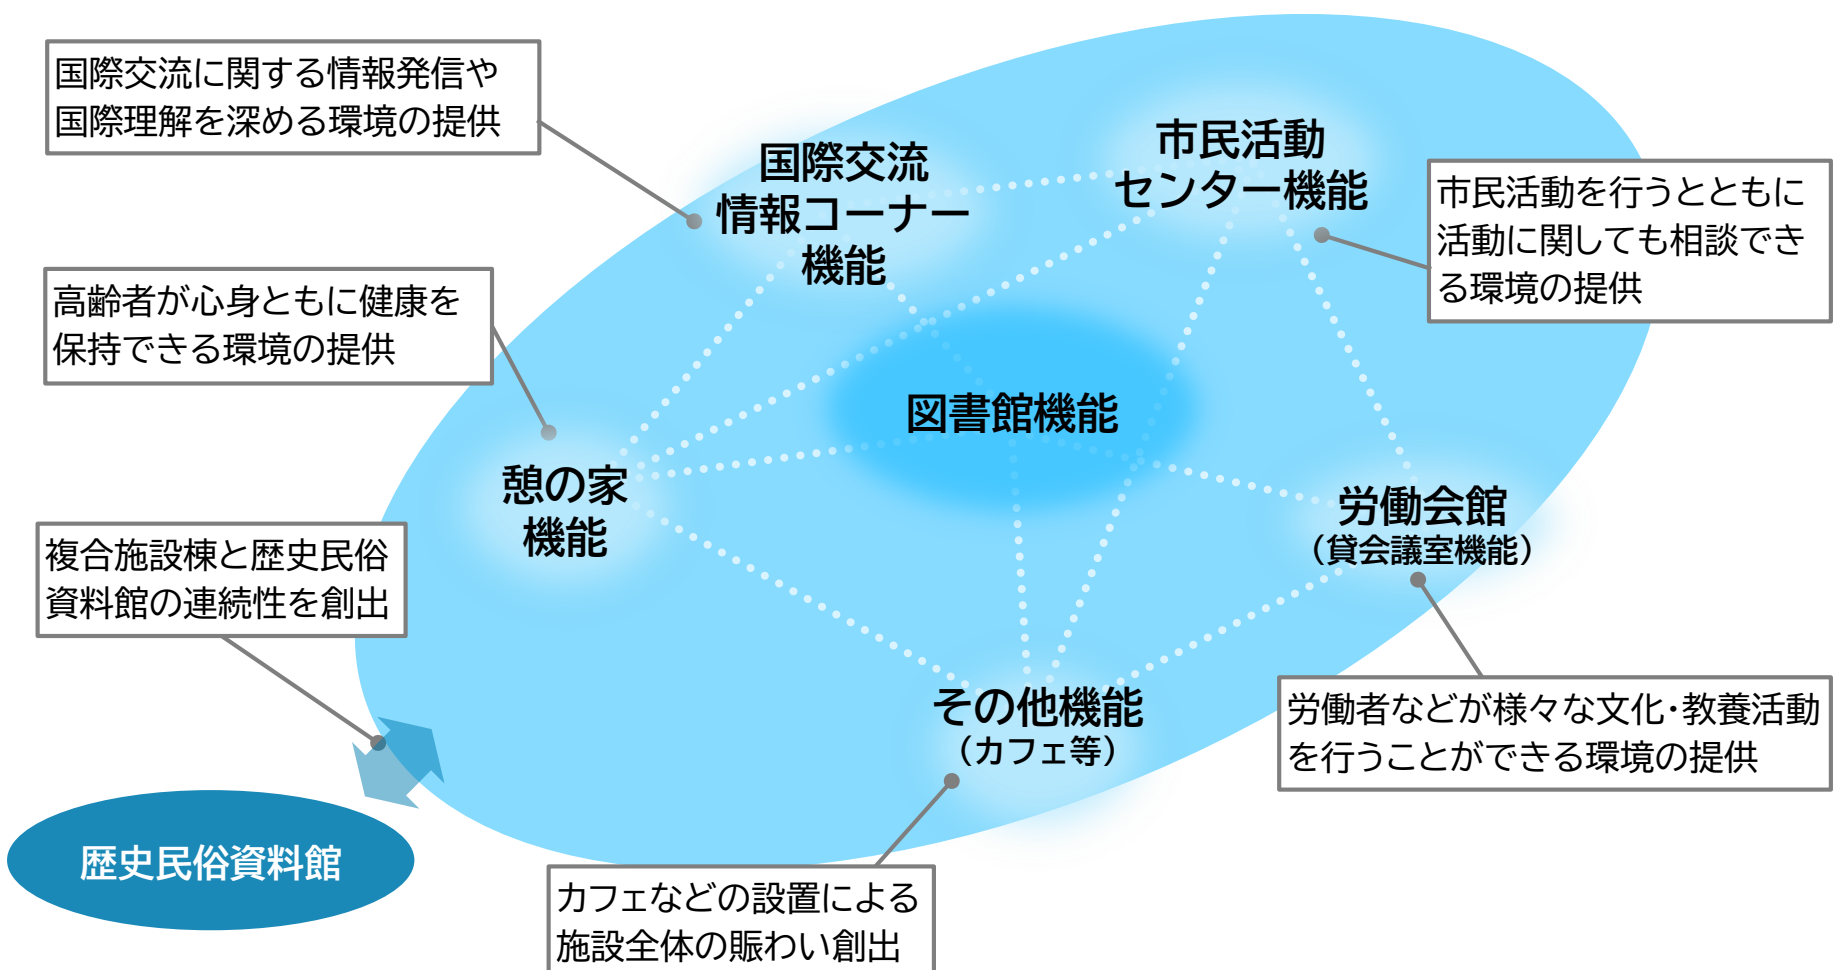 国際交流に関する情報発信や
国際理解を深める環境の提供
国際交流
情報コーナー
機能
市民活動
センター機能
市民活動を行うとともに
活動に関しても相談でき
る環境の提供
高齢者が心身ともに健康を
保持できる環境の提供
図書館機能
憩の家
機能
労働会館
（貸会議室機能）
複合施設棟と歴史民俗
資料館の連続性を創出
その他機能
（カフェ等）
労働者などが様々な文化・教養活動
を行うことができる環境の提供
歴史民俗資料館
カフェなどの設置による
施設全体の賑わい創出